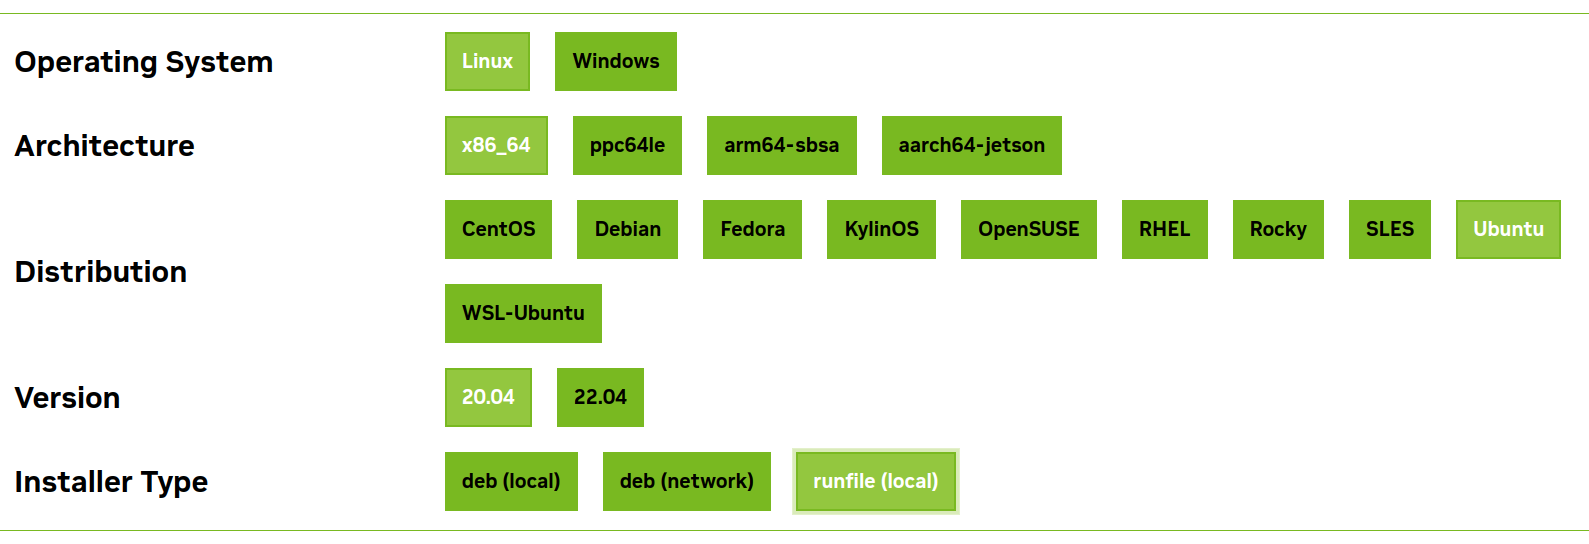 Operating System Linux Windows
Architecture x86_64 ppc64le arm64-sbsa aarch64-jetson
Distribution CentOS Debian Fedora KylinOS OpenSUSE RHEL Rocky SLES Ubuntu
WSL-Ubuntu
Version 20.04 22.04
Installer Type deb (local) deb (network) runfile (local)